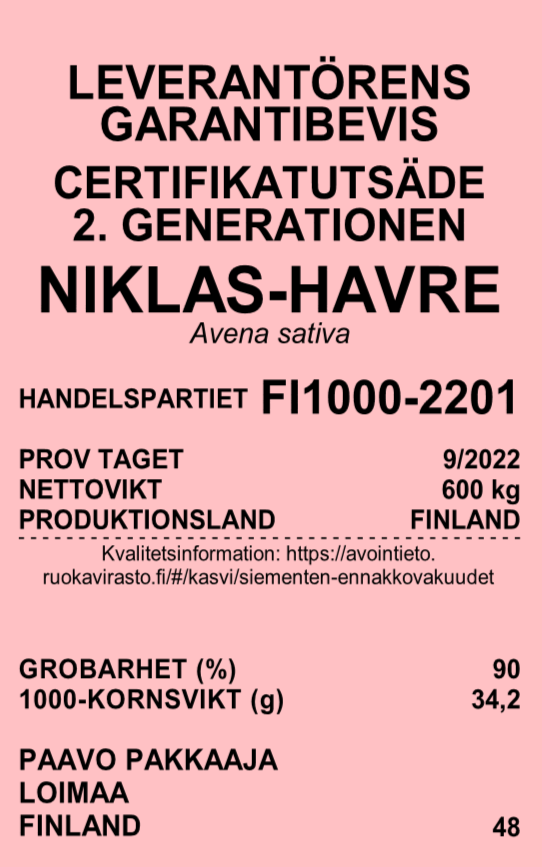 LEVERANTÖRENS
GARANTIBEVIS
CERTIFIKATUTSÄDE
2. GENERATIONEN
NIKLAS-HAVRE
Avena sativa
HANDELSPARTIET FI1000-2201
PROV TAGET 9/2022
NETTOVIKT 600 kg
PRODUKTIONSLAND FINLAND
Kvalitetsinformation: https://avointieto.
ruokavirasto.fi/#/kasvi/siementen-ennakkovakuudet
GROBARHET (%) 90
1000-KORNSVIKT (g) 34,2
PAAVO PAKKAAJA
LOIMAA
FINLAND 48